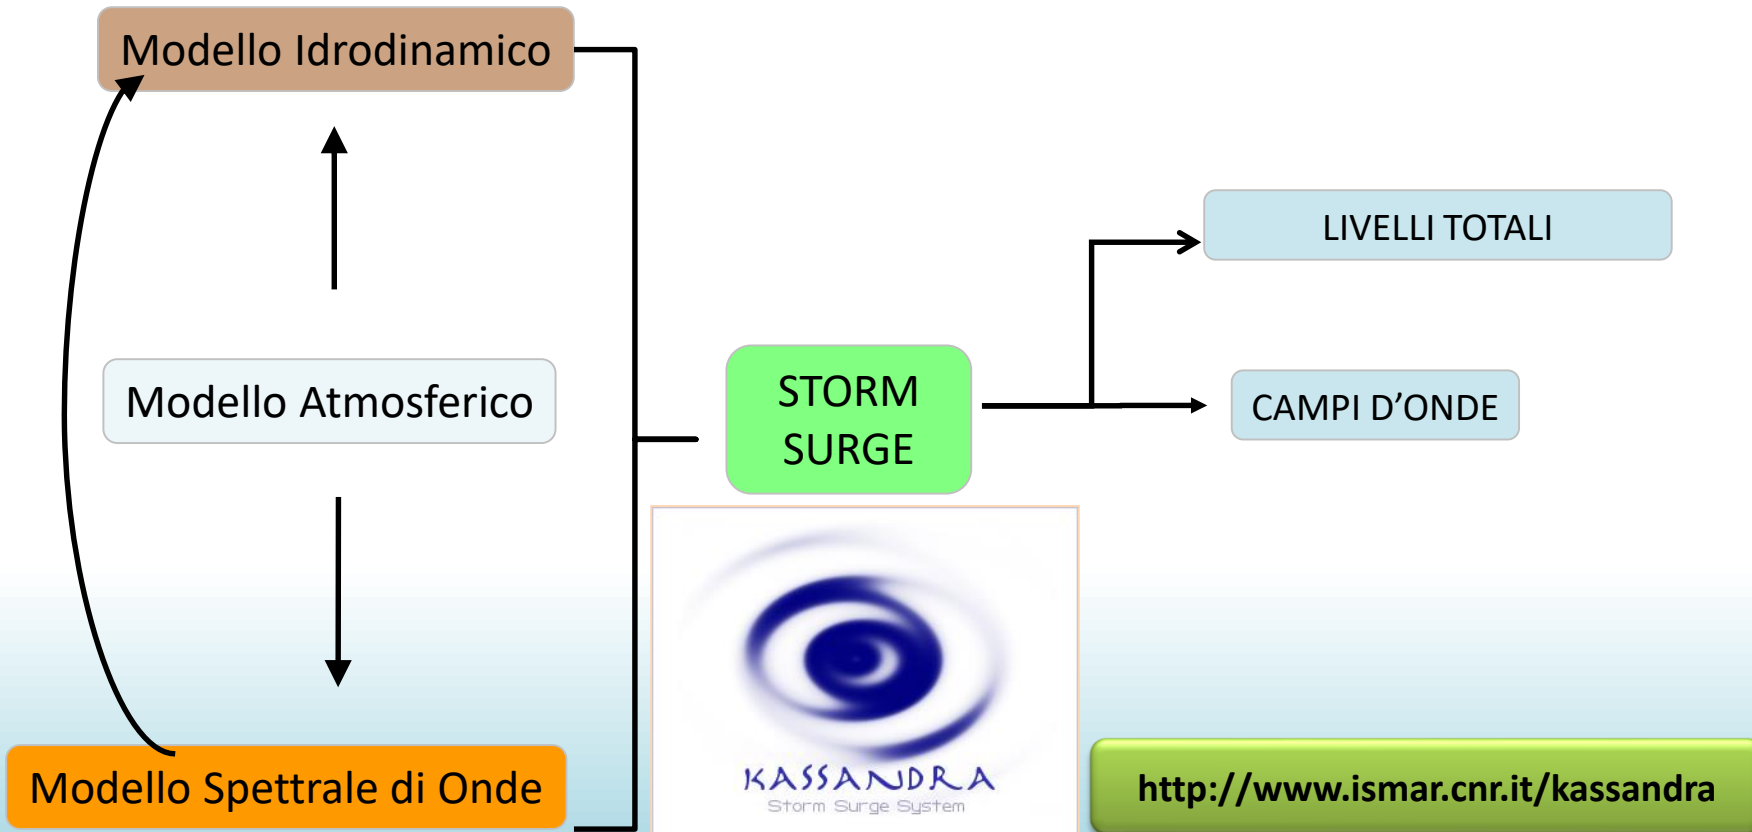 Modello Idrodinamico
LIVELLI TOTALI
Modello Atmosferico
STORM
SURGE
CAMPI D'ONDE
KASSANDRA
Storm Surge System
Modello Spettrale di Onde
http://www.ismar.cnr.it/kassandra